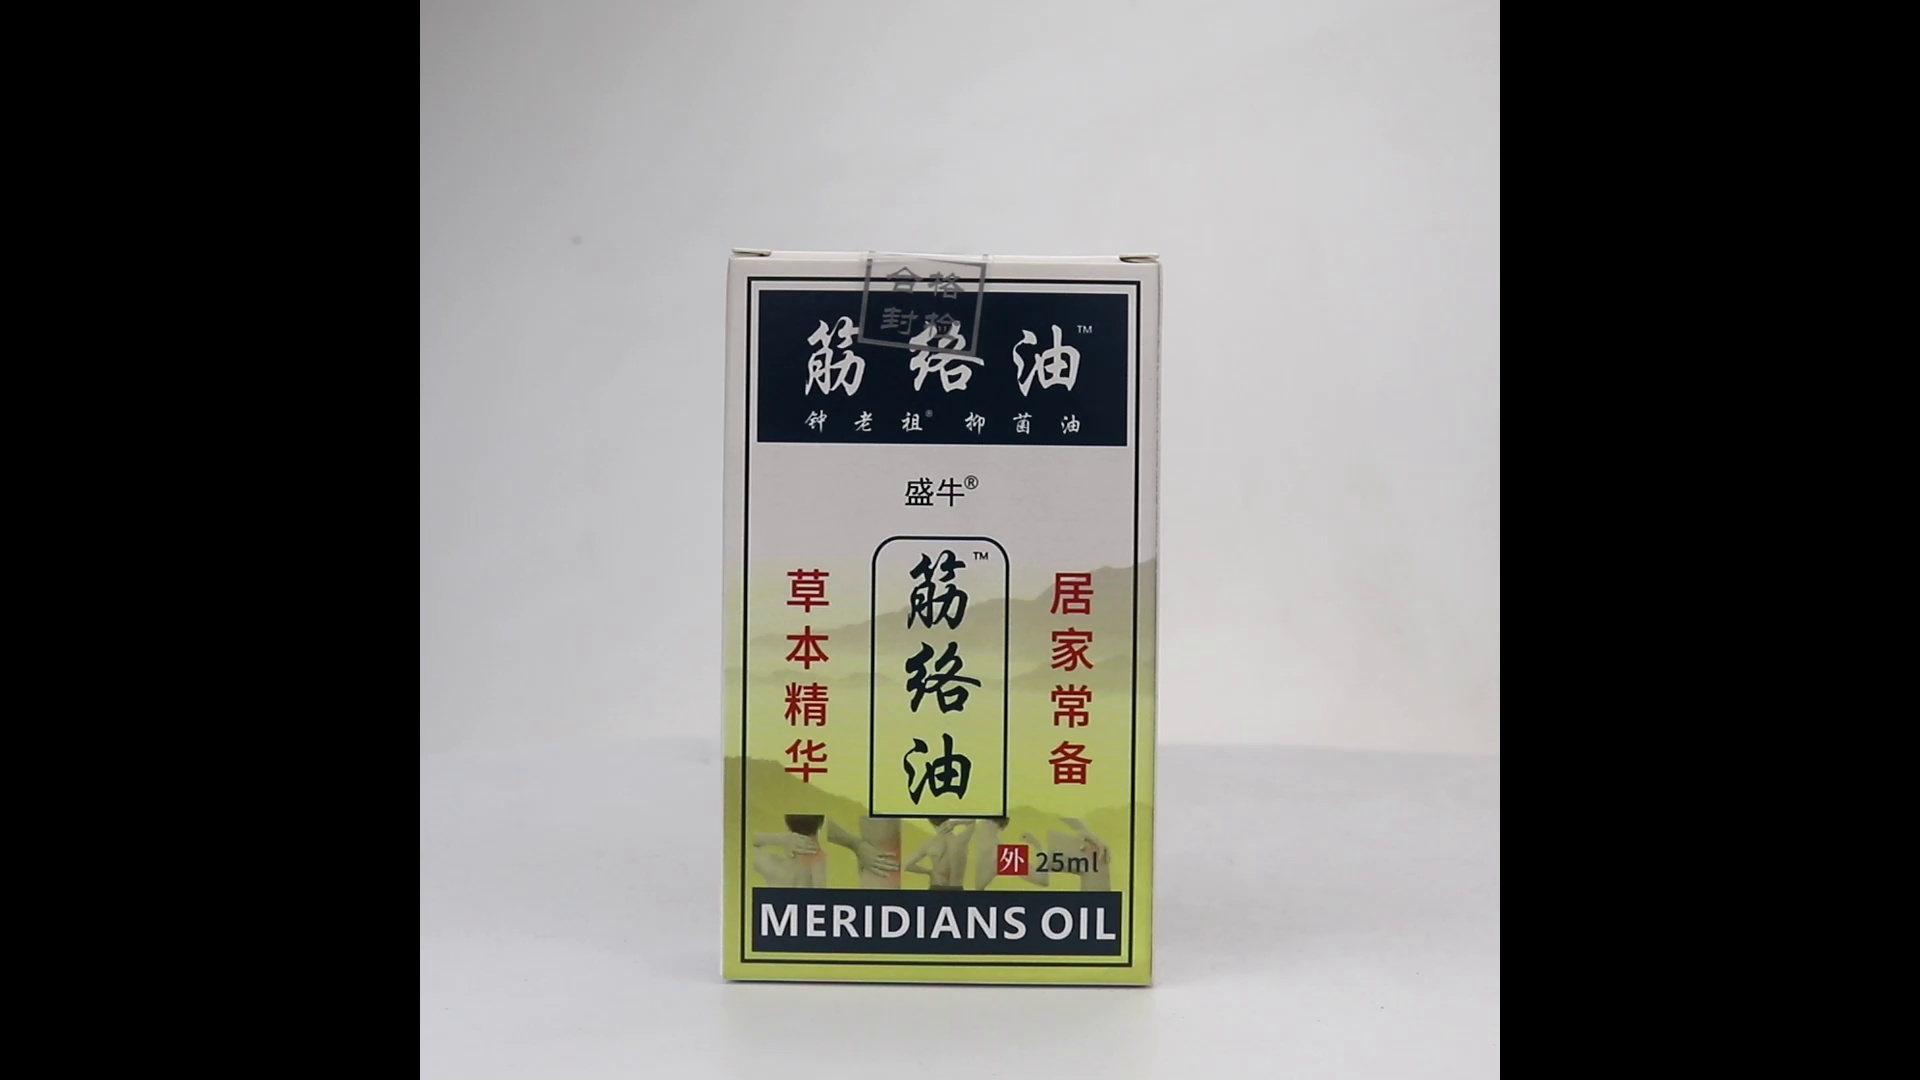 合格
封检
筋络油™
钟老祖® 抑菌油
盛牛®
筋络油™
草本精华
居家常备
外 25ml
MERIDIANS OIL